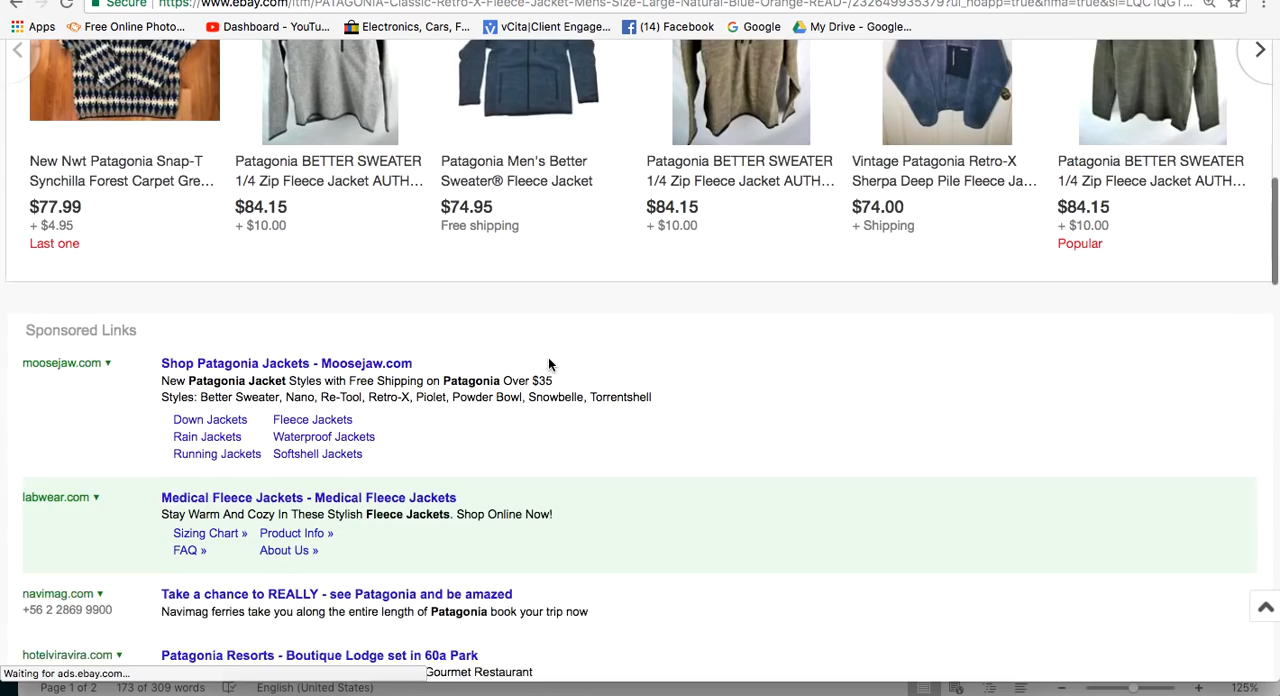 Secure https://www.ebay.com/itm/PATAGONIA-Classic-Retro-X-Fleece-Jacket-Mens-Size-Large-Natural-Blue-Orange-READ-/232649935379?ul_noapp=true&nma=true&si=LQC1QGT...
Apps Free Online Photo... Dashboard - YouTu... Electronics, Cars, F... vCita|Client Engage... (14) Facebook Google My Drive - Google...
New Nwt Patagonia Snap-T
Synchilla Forest Carpet Gre...
$77.99
+ $4.95
Last one
Patagonia BETTER SWEATER
1/4 Zip Fleece Jacket AUTH...
$84.15
+ $10.00
Patagonia Men's Better
Sweater® Fleece Jacket
$74.95
Free shipping
Patagonia BETTER SWEATER
1/4 Zip Fleece Jacket AUTH...
$84.15
+ $10.00
Vintage Patagonia Retro-X
Sherpa Deep Pile Fleece Ja...
$74.00
+ Shipping
Patagonia BETTER SWEATER
1/4 Zip Fleece Jacket AUTH...
$84.15
+ $10.00
Popular
Sponsored Links
moosejaw.com ▾ Shop Patagonia Jackets - Moosejaw.com
New Patagonia Jacket Styles with Free Shipping on Patagonia Over $35
Styles: Better Sweater, Nano, Re-Tool, Retro-X, Piolet, Powder Bowl, Snowbelle, Torrentshell
Down Jackets Fleece Jackets
Rain Jackets Waterproof Jackets
Running Jackets Softshell Jackets
labwear.com ▾ Medical Fleece Jackets - Medical Fleece Jackets
Stay Warm And Cozy In These Stylish Fleece Jackets. Shop Online Now!
Sizing Chart » Product Info »
FAQ » About Us »
navimag.com ▾ Take a chance to REALLY - see Patagonia and be amazed
+56 2 2869 9900 Navimag ferries take you along the entire length of Patagonia book your trip now
hotelviravira.com ▾ Patagonia Resorts - Boutique Lodge set in 60a Park
Waiting for ads.ebay.com... Gourmet Restaurant
Page 1 of 2 173 of 309 words English (United States) 125%